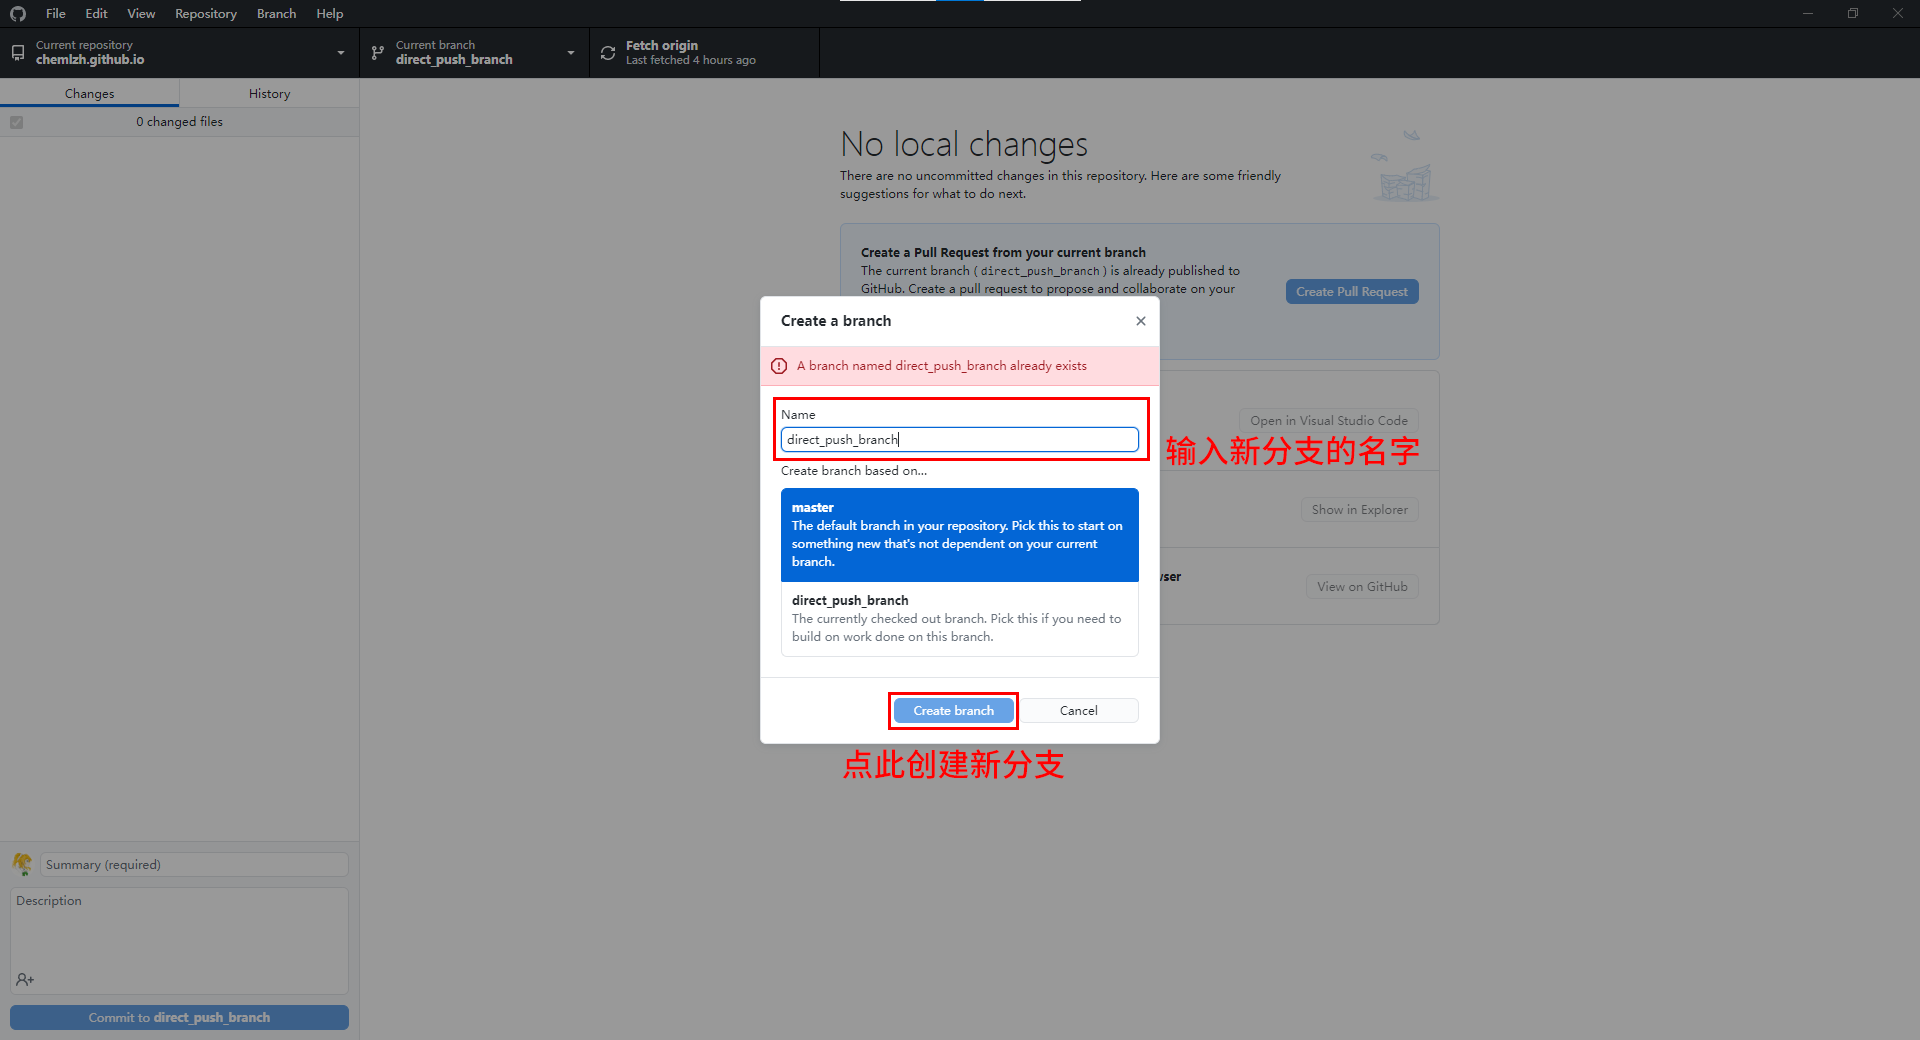 File Edit View Repository Branch Help
Current repository
chemlzh.github.io
Current branch
direct_push_branch
Fetch origin
Last fetched 4 hours ago
Changes
History
0 changed files
No local changes
There are no uncommitted changes in this repository. Here are some friendly
suggestions for what to do next.
Create a Pull Request from your current branch
The current branch ( direct_push_branch ) is already published to
GitHub. Create a pull request to propose and collaborate on your
Create Pull Request
Create a branch
A branch named direct_push_branch already exists
Name
direct_push_branch
Open in Visual Studio Code
输入新分支的名字
Create branch based on...
master
The default branch in your repository. Pick this to start on
something new that's not dependent on your current
branch.
Show in Explorer
direct_push_branch
The currently checked out branch. Pick this if you need to
build on work done on this branch.
View on GitHub
Create branch
Cancel
点此创建新分支
Summary (required)
Description
Commit to direct_push_branch